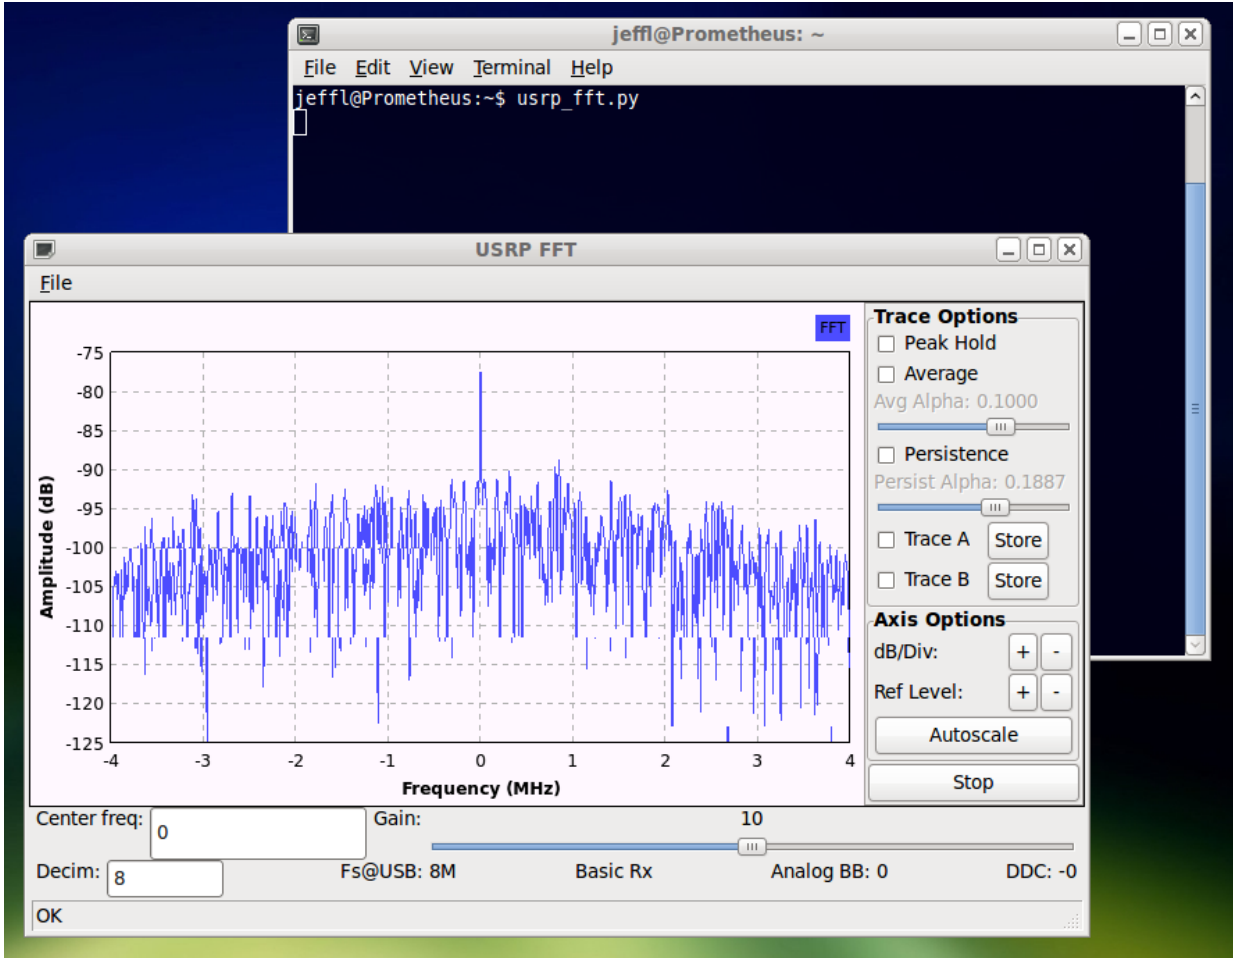 jeffl@Prometheus: ~
File Edit View Terminal Help
jeffl@Prometheus:~$ usrp_fft.py
USRP FFT
File
FFT
-75
-80
-85
-90
-95
-100
-105
-110
-115
-120
-125
Amplitude (dB)
-4 -3 -2 -1 0 1 2 3 4
Frequency (MHz)
Trace Options
Peak Hold
Average
Avg Alpha: 0.1000
Persistence
Persist Alpha: 0.1887
Trace A Store
Trace B Store
Axis Options
dB/Div: + -
Ref Level: + -
Autoscale
Stop
Center freq: 0 Gain: 10
Decim: 8 Fs@USB: 8M Basic Rx Analog BB: 0 DDC: -0
OK